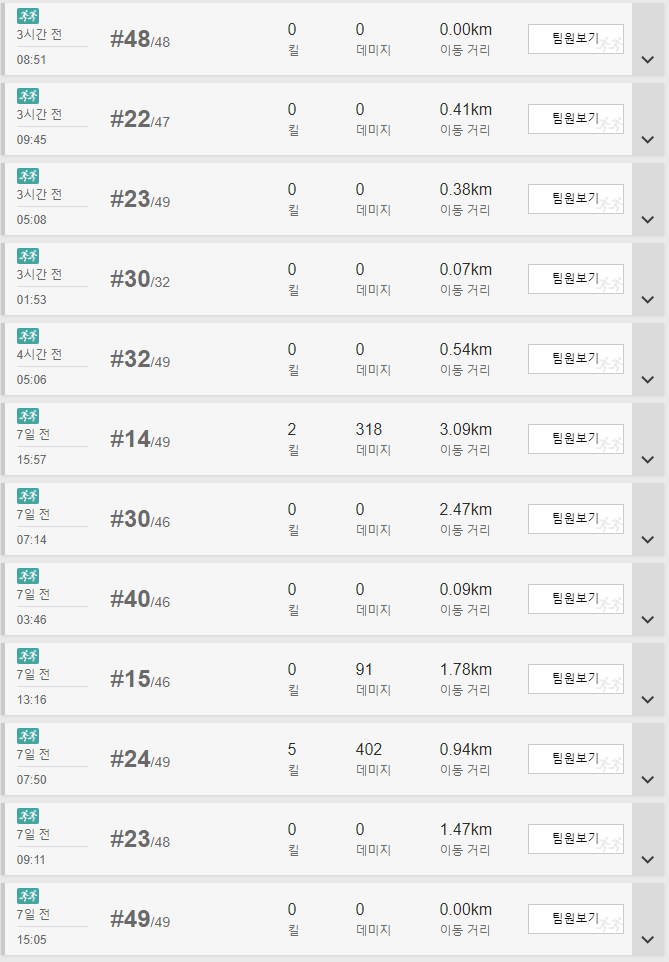 3시간 전
08:51
#48/48
0
킬
0
데미지
0.00km
이동 거리
팀원보기
3시간 전
09:45
#22/47
0
킬
0
데미지
0.41km
이동 거리
팀원보기
3시간 전
05:08
#23/49
0
킬
0
데미지
0.38km
이동 거리
팀원보기
3시간 전
01:53
#30/32
0
킬
0
데미지
0.07km
이동 거리
팀원보기
4시간 전
05:06
#32/49
0
킬
0
데미지
0.54km
이동 거리
팀원보기
7일 전
15:57
#14/49
2
킬
318
데미지
3.09km
이동 거리
팀원보기
7일 전
07:14
#30/46
0
킬
0
데미지
2.47km
이동 거리
팀원보기
7일 전
03:46
#40/46
0
킬
0
데미지
0.09km
이동 거리
팀원보기
7일 전
13:16
#15/46
0
킬
91
데미지
1.78km
이동 거리
팀원보기
7일 전
07:50
#24/49
5
킬
402
데미지
0.94km
이동 거리
팀원보기
7일 전
09:11
#23/48
0
킬
0
데미지
1.47km
이동 거리
팀원보기
7일 전
15:05
#49/49
0
킬
0
데미지
0.00km
이동 거리
팀원보기